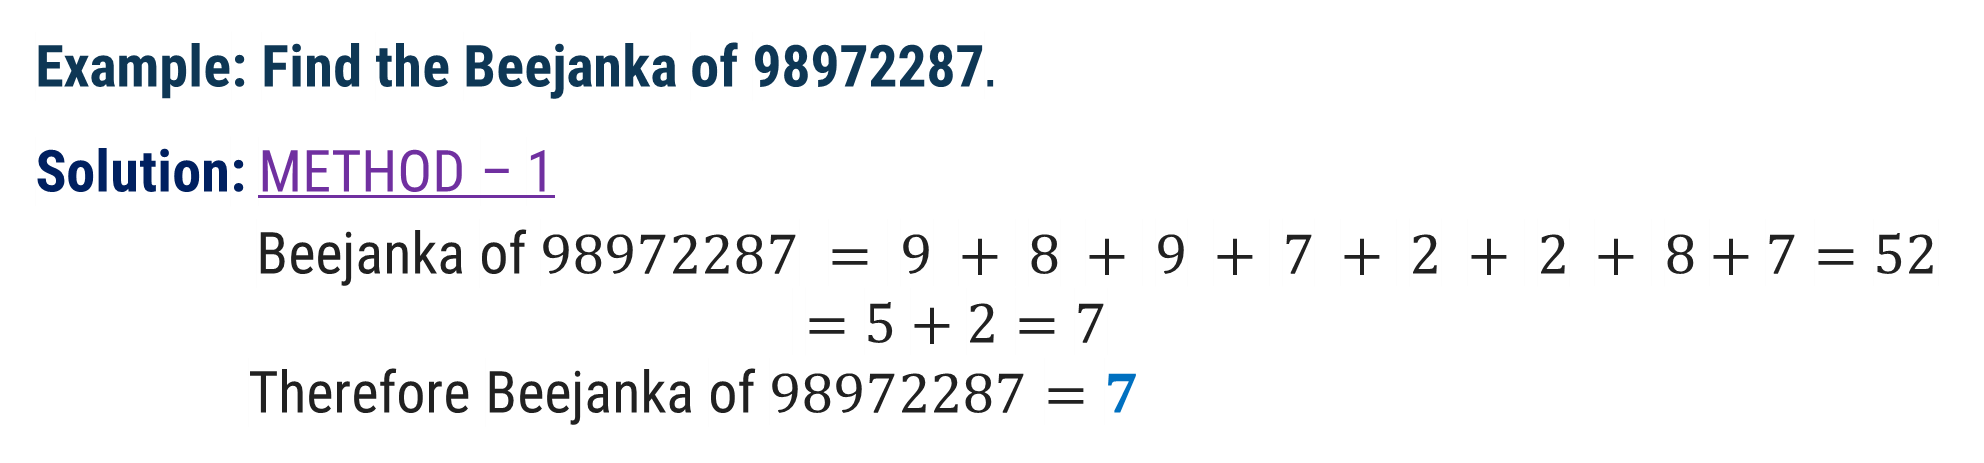 Example: Find the Beejanka of 98972287.
Solution: METHOD – 1
Beejanka of 98972287 = 9 + 8 + 9 + 7 + 2 + 2 + 8 + 7 = 52
= 5 + 2 = 7
Therefore Beejanka of 98972287 = 7